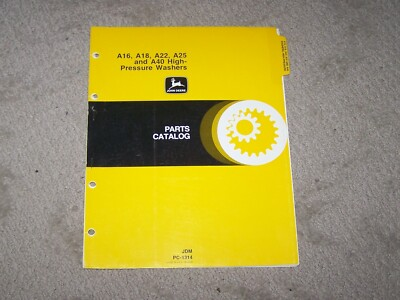 A16, A18, A22, A25
and A40 High-
Pressure Washers
JOHN DEERE
PARTS
CATALOG
JDM
PC-1314